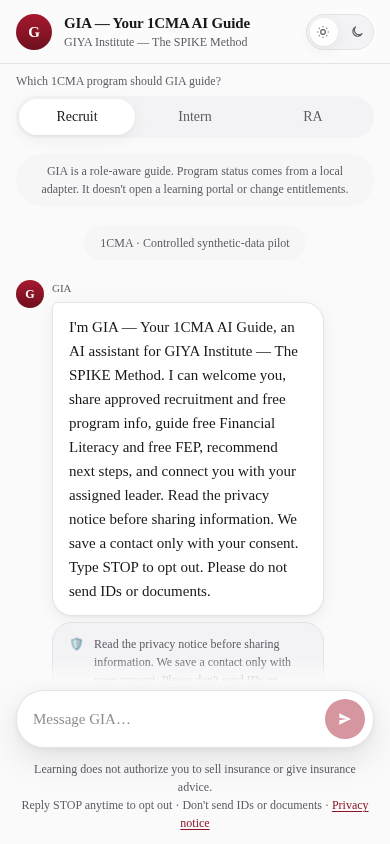 G
GIA — Your 1CMA AI Guide
GIYA Institute — The SPIKE Method
Which 1CMA program should GIA guide?
Recruit Intern RA
GIA is a role-aware guide. Program status comes from a local
adapter. It doesn't open a learning portal or change entitlements.
1CMA · Controlled synthetic-data pilot
G
GIA
I'm GIA — Your 1CMA AI Guide, an
AI assistant for GIYA Institute — The
SPIKE Method. I can welcome you,
share approved recruitment and free
program info, guide free Financial
Literacy and free FEP, recommend
next steps, and connect you with your
assigned leader. Read the privacy
notice before sharing information. We
save a contact only with your consent.
Type STOP to opt out. Please do not
send IDs or documents.
Read the privacy notice before sharing
information. We save a contact only with
your consent. Please don't send IDs or
Message GIA…
Learning does not authorize you to sell insurance or give insurance
advice.
Reply STOP anytime to opt out · Don't send IDs or documents · Privacy
notice